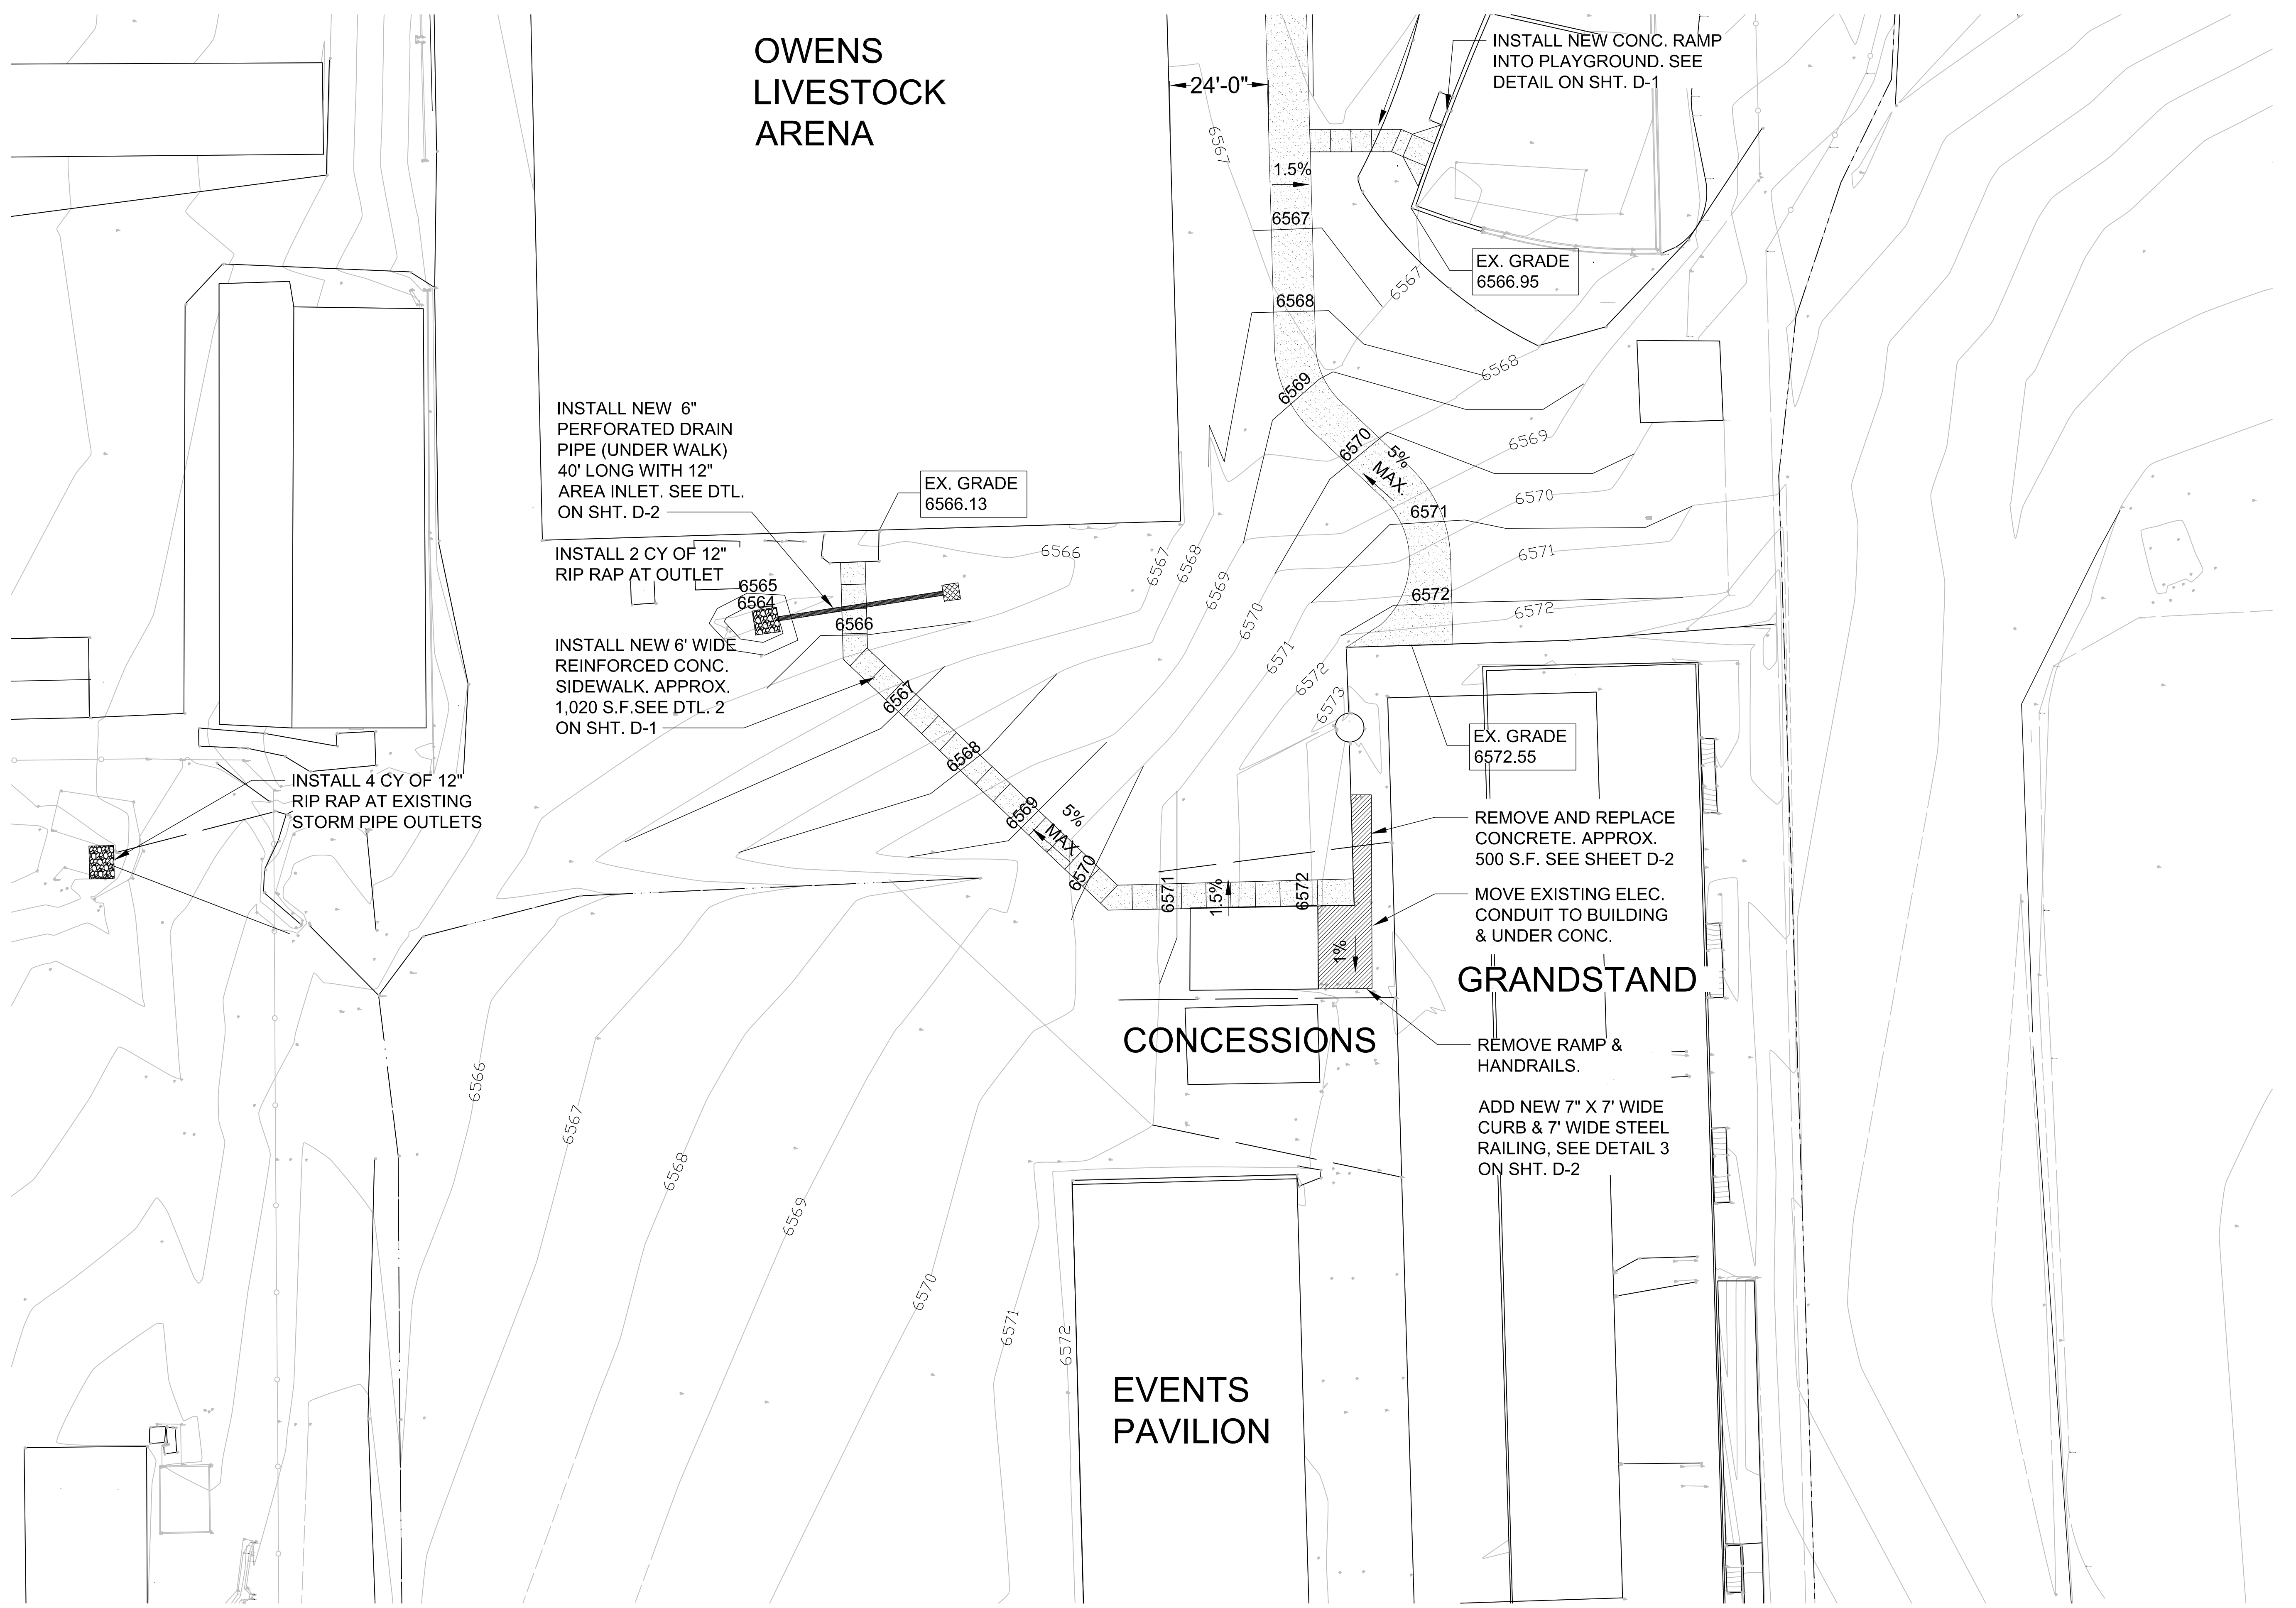 OWENS
LIVESTOCK
ARENA
24'-0"
INSTALL NEW CONC. RAMP
INTO PLAYGROUND. SEE
DETAIL ON SHT. D-1
6567
1.5%
6567
EX. GRADE
6566.95
6567
6568
6568
6569
6569
6570
5%
MAX.
6570
6571
6571
6572
6572
INSTALL NEW 6"
PERFORATED DRAIN
PIPE (UNDER WALK)
40' LONG WITH 12"
AREA INLET. SEE DTL.
ON SHT. D-2
EX. GRADE
6566.13
INSTALL 2 CY OF 12"
RIP RAP AT OUTLET
6565
6564
6566
6566
6567
6568
6569
6570
6571
6572
6573
INSTALL NEW 6' WIDE
REINFORCED CONC.
SIDEWALK. APPROX.
1,020 S.F.SEE DTL. 2
ON SHT. D-1
6567
6568
6569
5%
MAX
6570
6571
1.5%
6572
1%
EX. GRADE
6572.55
INSTALL 4 CY OF 12"
RIP RAP AT EXISTING
STORM PIPE OUTLETS
REMOVE AND REPLACE
CONCRETE. APPROX.
500 S.F. SEE SHEET D-2
MOVE EXISTING ELEC.
CONDUIT TO BUILDING
& UNDER CONC.
GRANDSTAND
CONCESSIONS
REMOVE RAMP &
HANDRAILS.
ADD NEW 7" X 7' WIDE
CURB & 7' WIDE STEEL
RAILING, SEE DETAIL 3
ON SHT. D-2
6566
6567
6568
6569
6570
6571
6572
EVENTS
PAVILION